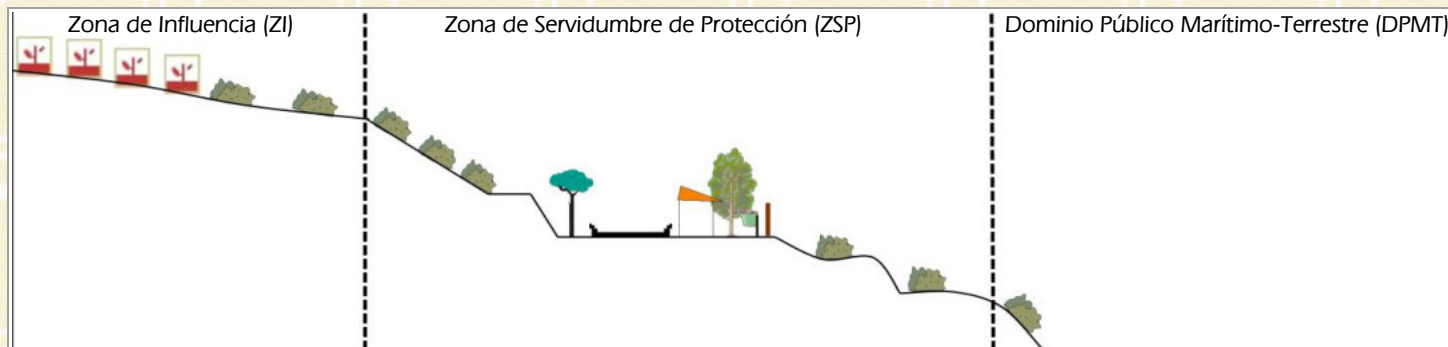 Zona de Influencia (ZI)
Zona de Servidumbre de Protección (ZSP)
Dominio Público Marítimo-Terrestre (DPMT)